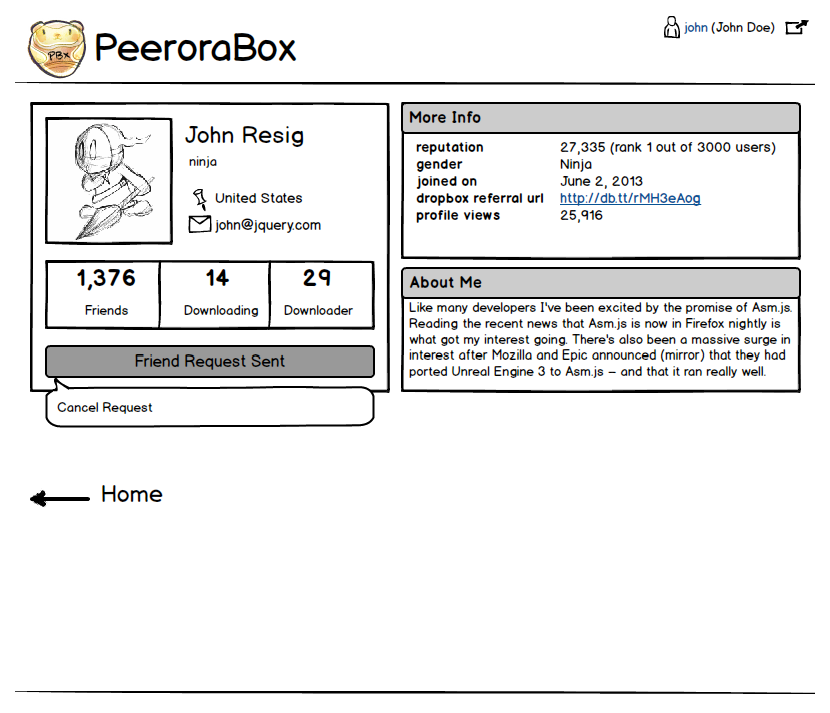 PBx
PeeroraBox
john (John Doe)
John Resig
ninja
United States
john@jquery.com
1,376
14
29
Friends
Downloading
Downloader
Friend Request Sent
Cancel Request
More Info
reputation 27,335 (rank 1 out of 3000 users)
gender Ninja
joined on June 2, 2013
dropbox referral url http://db.tt/rMH3eAog
profile views 25,916
About Me
Like many developers I've been excited by the promise of Asm.js.
Reading the recent news that Asm.js is now in Firefox nightly is
what got my interest going. There's also been a massive surge in
interest after Mozilla and Epic announced (mirror) that they had
ported Unreal Engine 3 to Asm.js – and that it ran really well.
Home